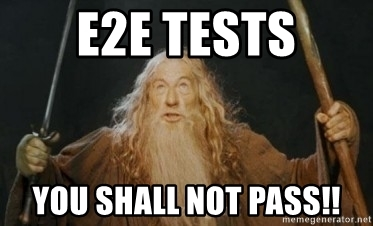 E2E TESTS
YOU SHALL NOT PASS!!
memegenerator.net